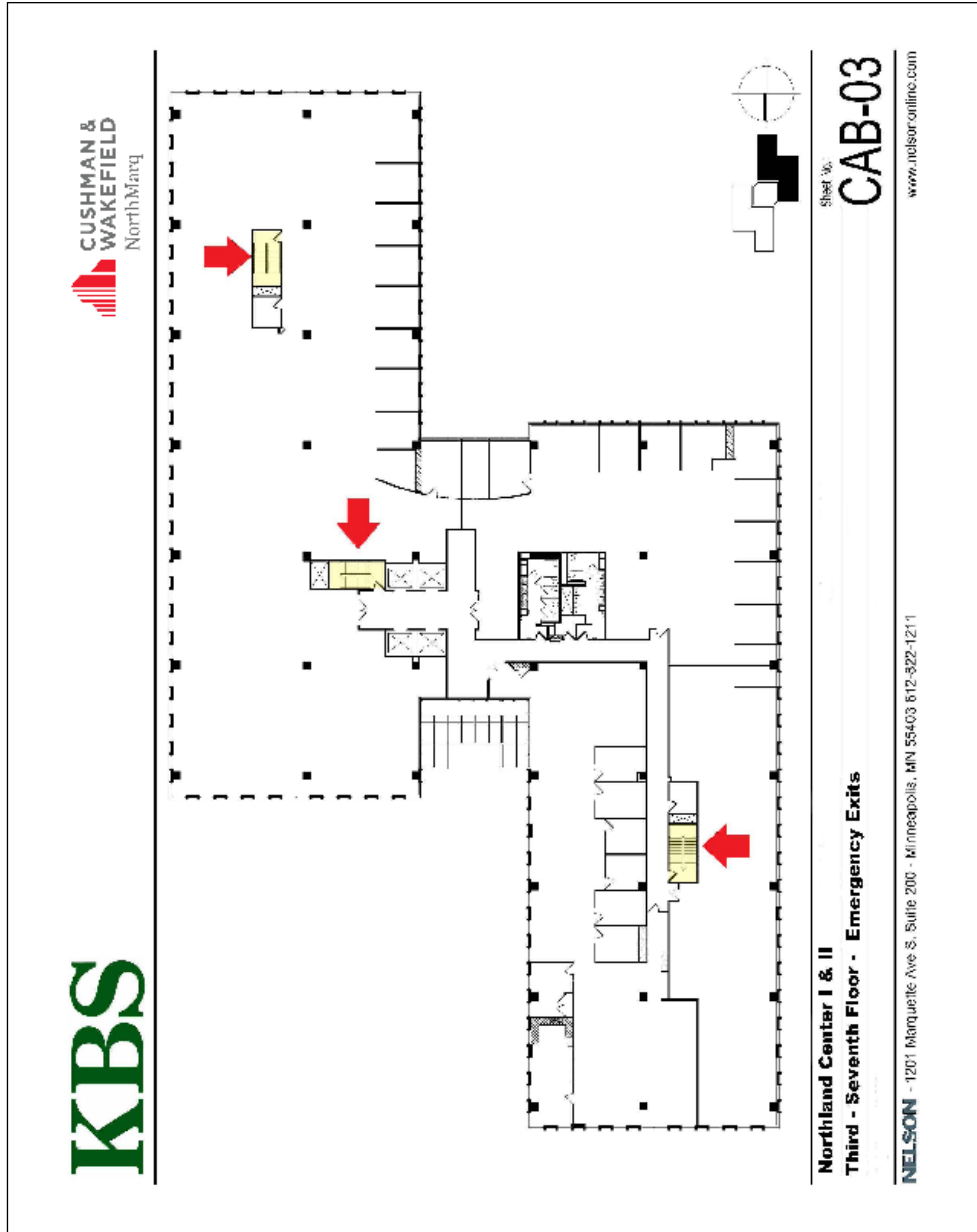 KBS
CUSHMAN &
WAKEFIELD
NorthMarq
Northland Center I & II
Third - Seventh Floor - Emergency Exits
Sheet No.
CAB-03
NELSON - 1201 Marquette Ave S. Suite 200 - Minneapolis, MN 55403 612-822-1211
www.nelsononline.com